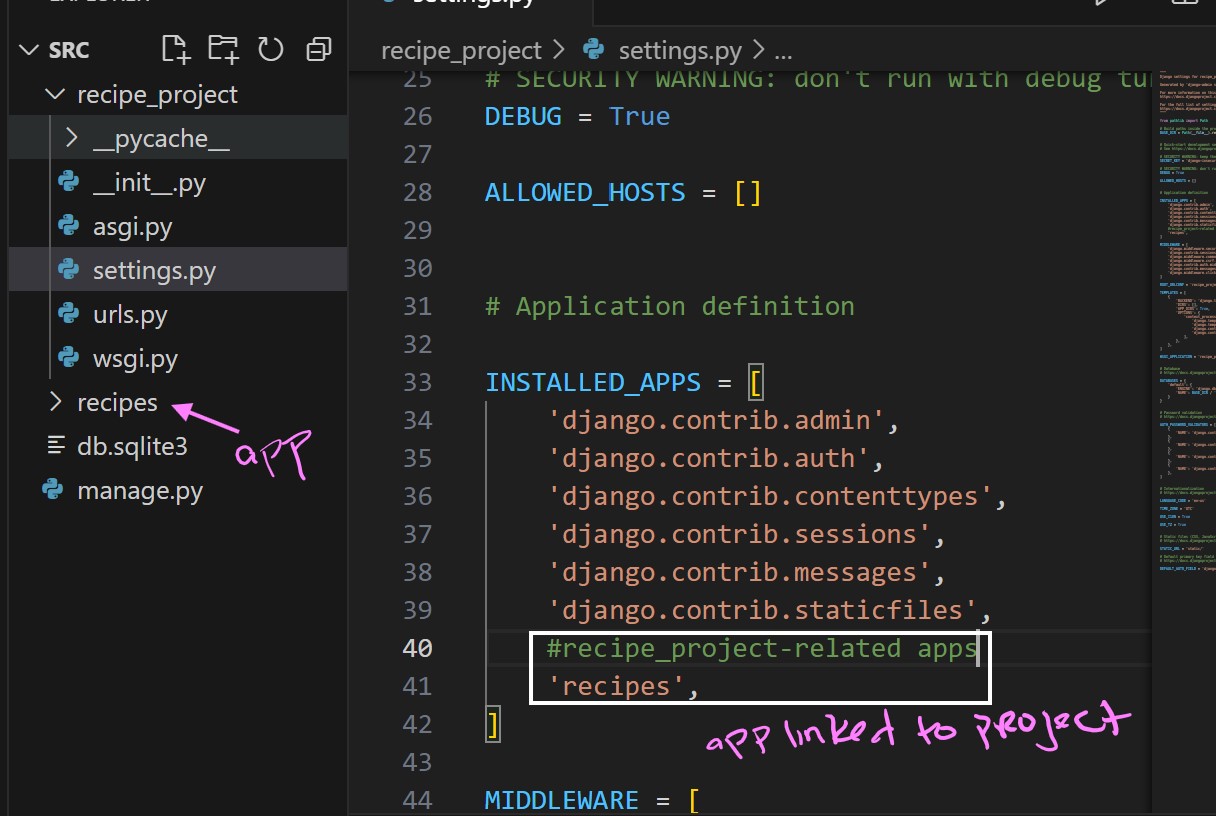 EXPLORER
settings.py
SRC
recipe_project > settings.py > ...
recipe_project
__pycache__
__init__.py
asgi.py
settings.py
urls.py
wsgi.py
recipes
app
db.sqlite3
manage.py
25 # SECURITY WARNING: don't run with debug tu
26 DEBUG = True
27
28 ALLOWED_HOSTS = []
29
30
31 # Application definition
32
33 INSTALLED_APPS = [
34 'django.contrib.admin',
35 'django.contrib.auth',
36 'django.contrib.contenttypes',
37 'django.contrib.sessions',
38 'django.contrib.messages',
39 'django.contrib.staticfiles',
40 #recipe_project-related apps
41 'recipes',
42 ]
app linked to project
43
44 MIDDLEWARE = [